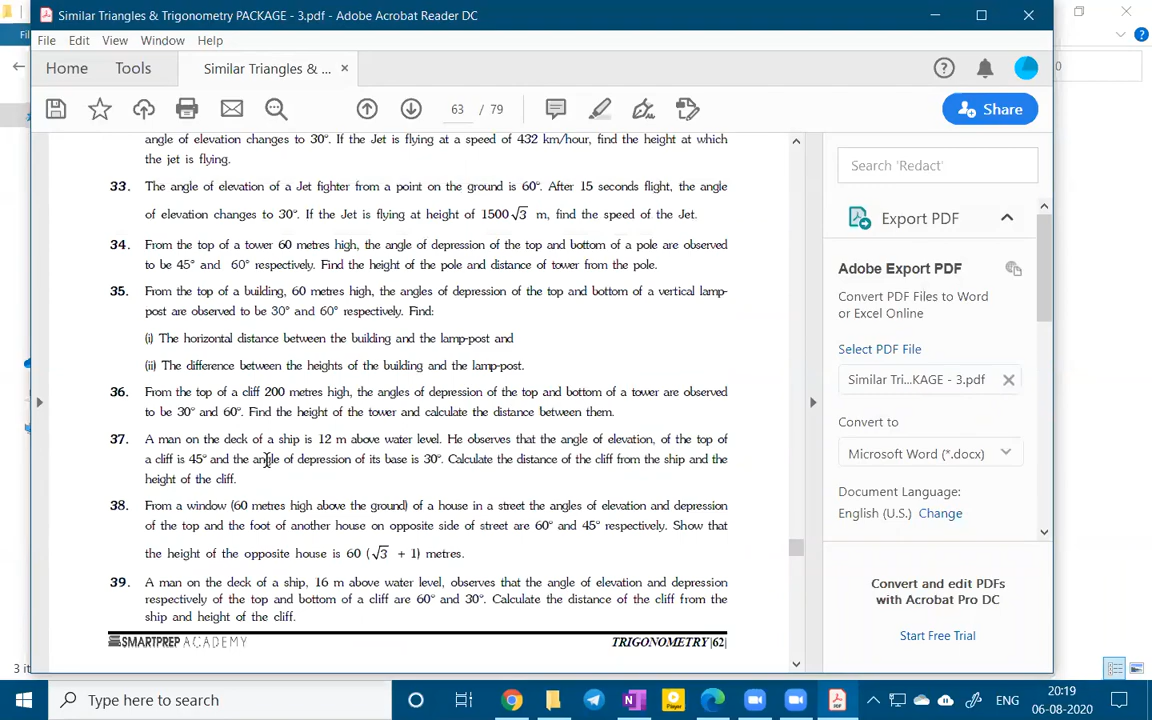 Similar Triangles & Trigonometry PACKAGE - 3.pdf - Adobe Acrobat Reader DC
File Edit View Window Help
Home Tools Similar Triangles & ... ×
63 / 79
Share
angle of elevation changes to 30°. If the Jet is flying at a speed of 432 km/hour, find the height at which
the jet is flying.
33. The angle of elevation of a Jet fighter from a point on the ground is 60°. After 15 seconds flight, the angle
of elevation changes to 30°. If the Jet is flying at height of 1500√3 m, find the speed of the Jet.
34. From the top of a tower 60 metres high, the angle of depression of the top and bottom of a pole are observed
to be 45° and 60° respectively. Find the height of the pole and distance of tower from the pole.
35. From the top of a building, 60 metres high, the angles of depression of the top and bottom of a vertical lamp-
post are observed to be 30° and 60° respectively. Find:
(i) The horizontal distance between the building and the lamp-post and
(ii) The difference between the heights of the building and the lamp-post.
36. From the top of a cliff 200 metres high, the angles of depression of the top and bottom of a tower are observed
to be 30° and 60°. Find the height of the tower and calculate the distance between them.
37. A man on the deck of a ship is 12 m above water level. He observes that the angle of elevation, of the top of
a cliff is 45° and the angle of depression of its base is 30°. Calculate the distance of the cliff from the ship and the
height of the cliff.
38. From a window (60 metres high above the ground) of a house in a street the angles of elevation and depression
of the top and the foot of another house on opposite side of street are 60° and 45° respectively. Show that
the height of the opposite house is 60 (√3 + 1) metres.
39. A man on the deck of a ship, 16 m above water level, observes that the angle of elevation and depression
respectively of the top and bottom of a cliff are 60° and 30°. Calculate the distance of the cliff from the
ship and height of the cliff.
SMARTPREP ACADEMY TRIGONOMETRY |62|
Search 'Redact'
Export PDF
Adobe Export PDF
Convert PDF Files to Word
or Excel Online
Select PDF File
Similar Tri...KAGE - 3.pdf ×
Convert to
Microsoft Word (*.docx)
Document Language:
English (U.S.) Change
Convert and edit PDFs
with Acrobat Pro DC
Start Free Trial
3 it
Type here to search
ENG
20:19
06-08-2020